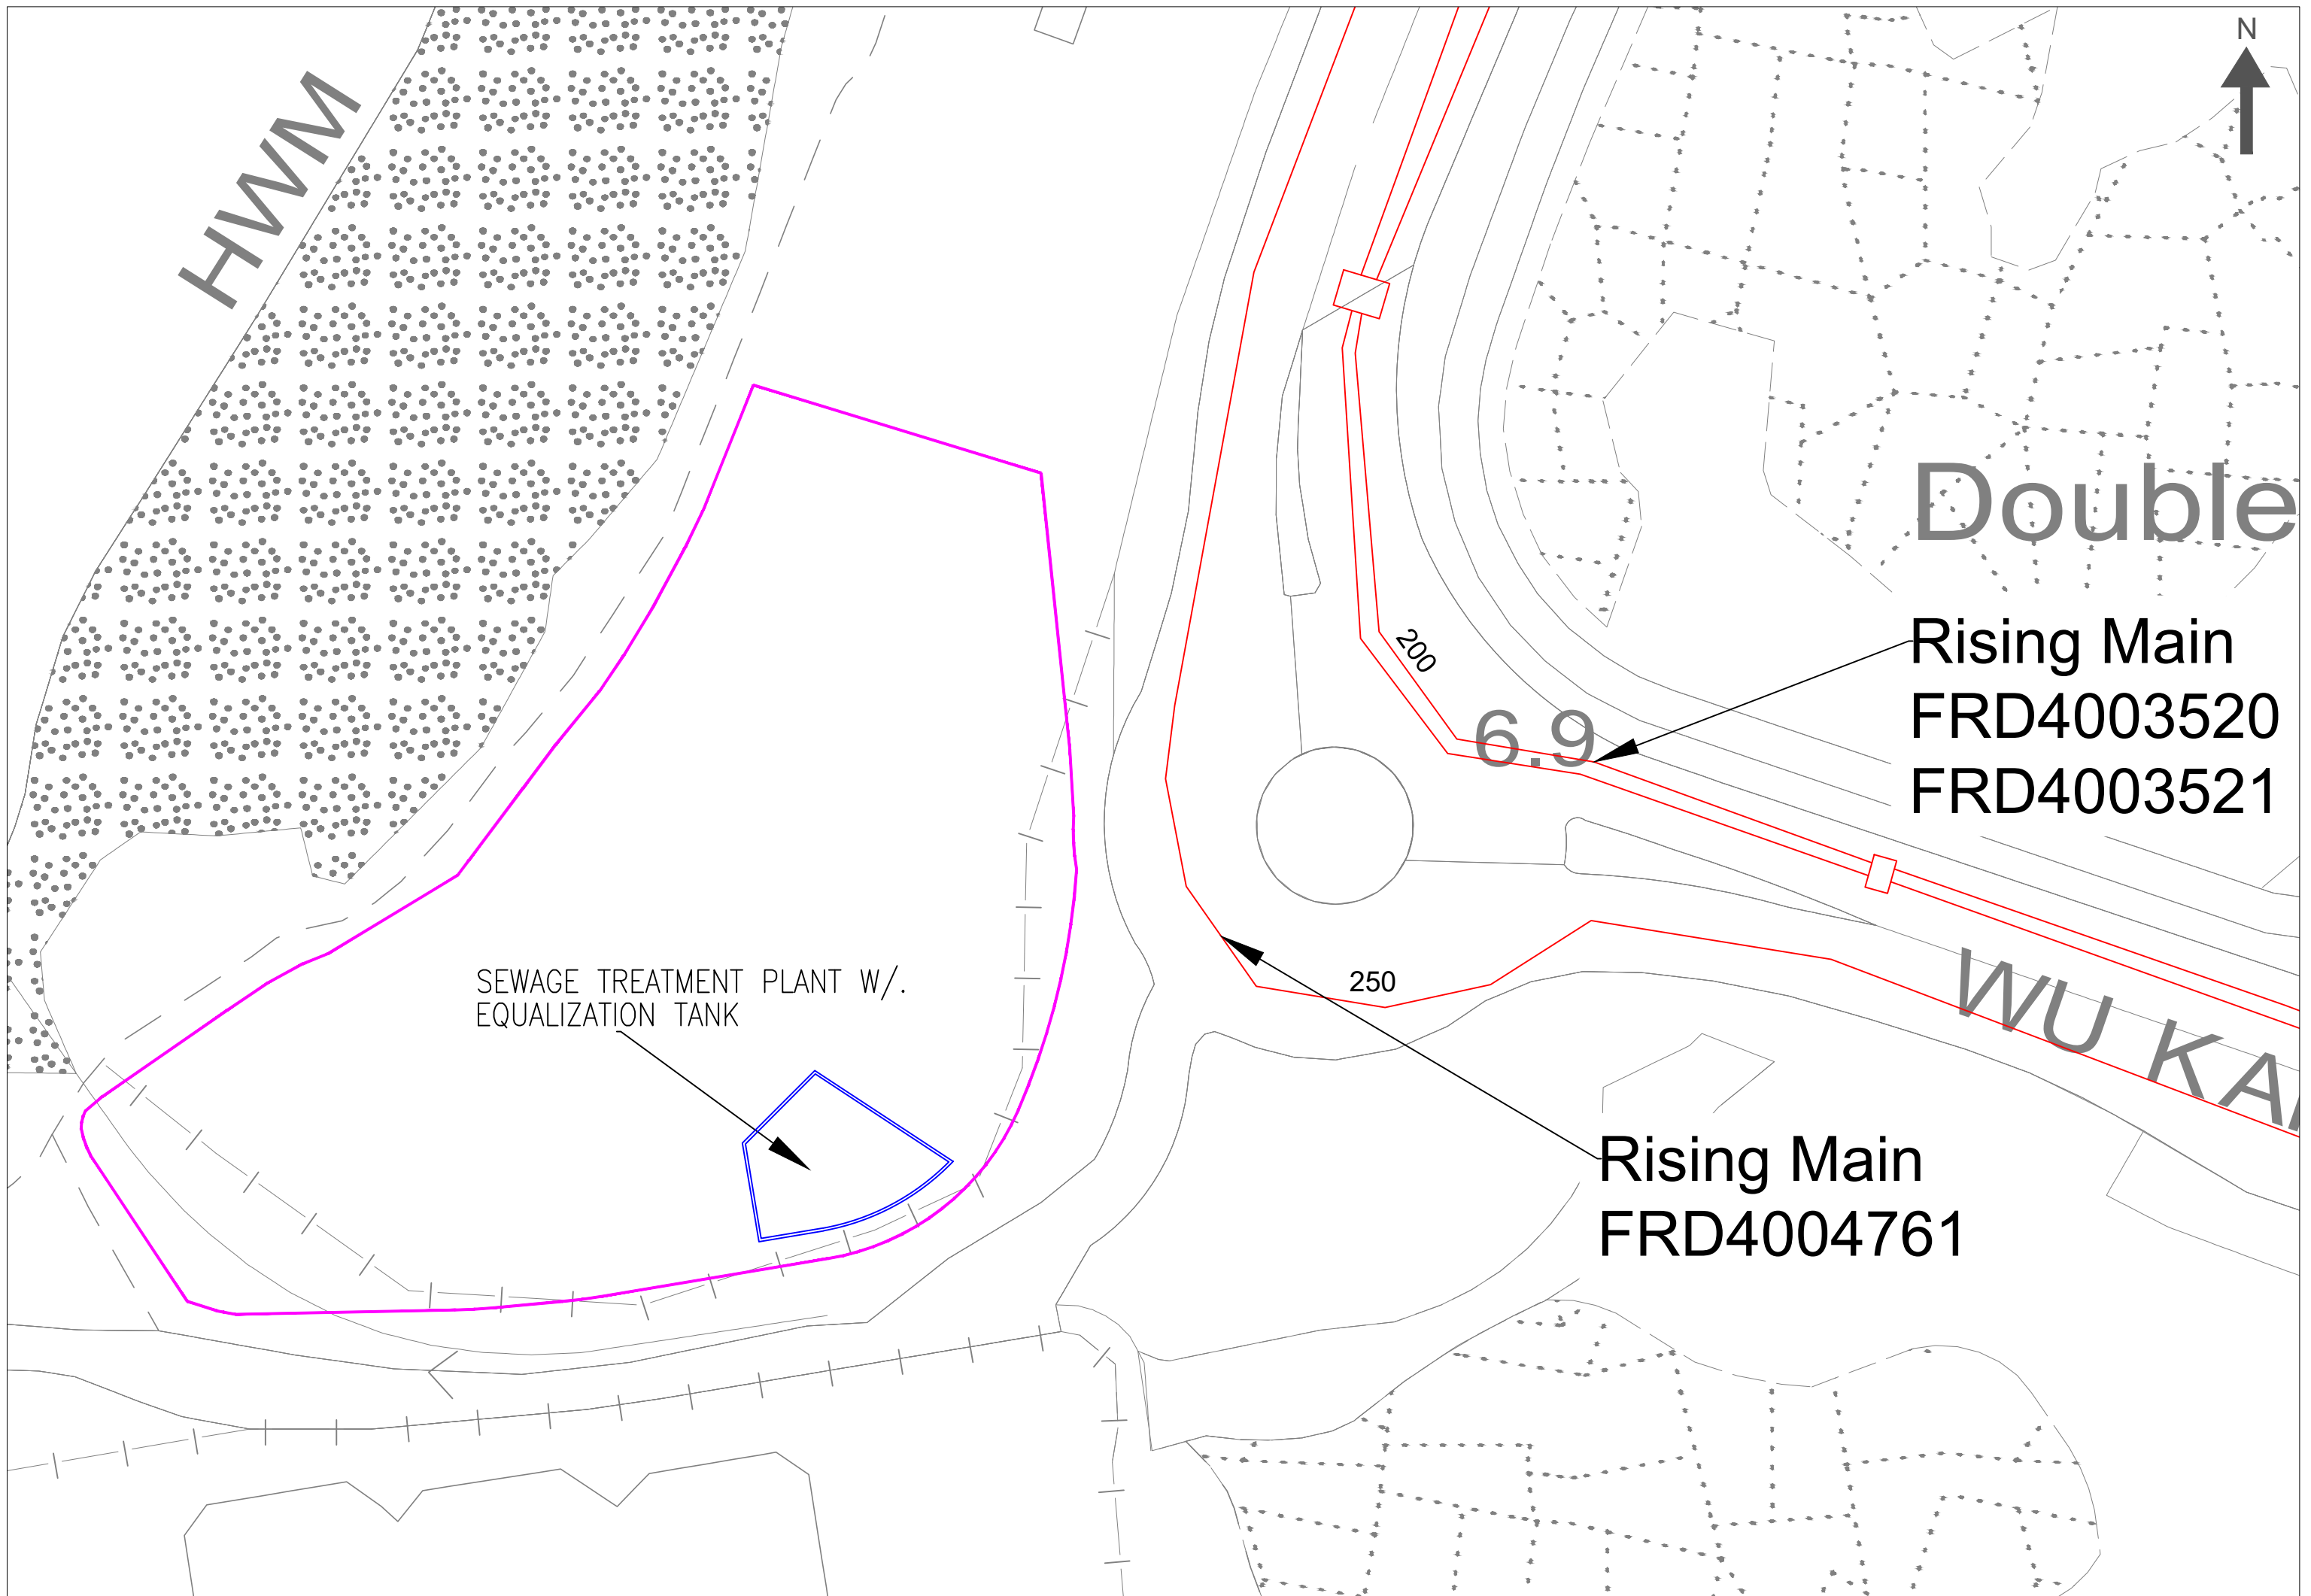 N
HWM
Double
200
Rising Main
FRD4003520
FRD4003521
6.9
SEWAGE TREATMENT PLANT W/.
EQUALIZATION TANK
250
WU KA
Rising Main
FRD4004761